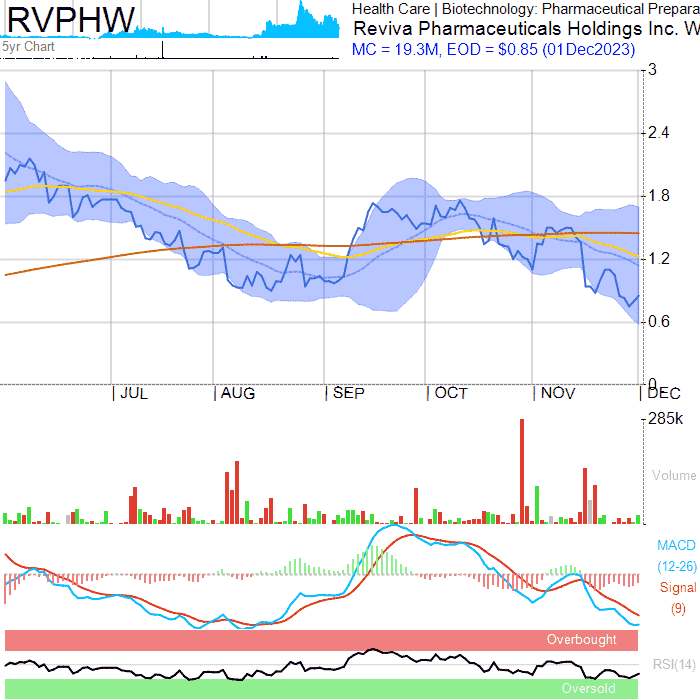 RVPHW
5yr Chart
Health Care | Biotechnology: Pharmaceutical Prepara
Reviva Pharmaceuticals Holdings Inc. W
MC = 19.3M, EOD = $0.85 (01Dec2023)
3
2.4
1.8
1.2
0.6
0
JUL AUG SEP OCT NOV DEC
285k
Volume
MACD
(12-26)
Signal
(9)
Overbought
RSI(14)
Oversold